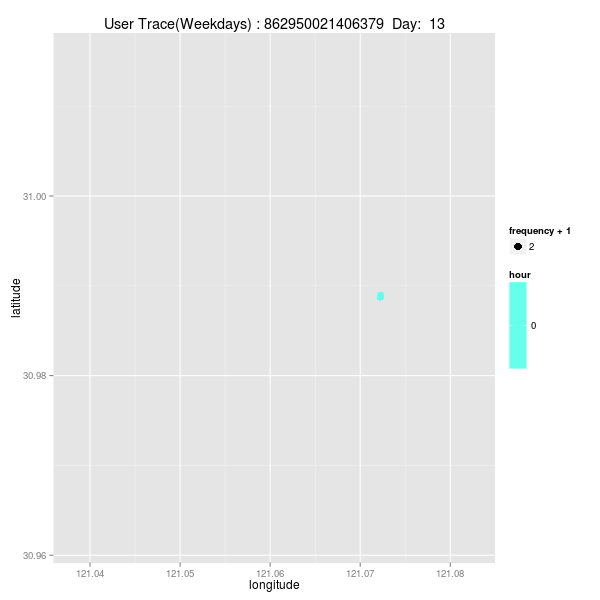 User Trace(Weekdays) : 862950021406379  Day:  13
31.00
30.98
30.96
latitude
121.04
121.05
121.06
121.07
121.08
longitude
frequency + 1
2
hour
0